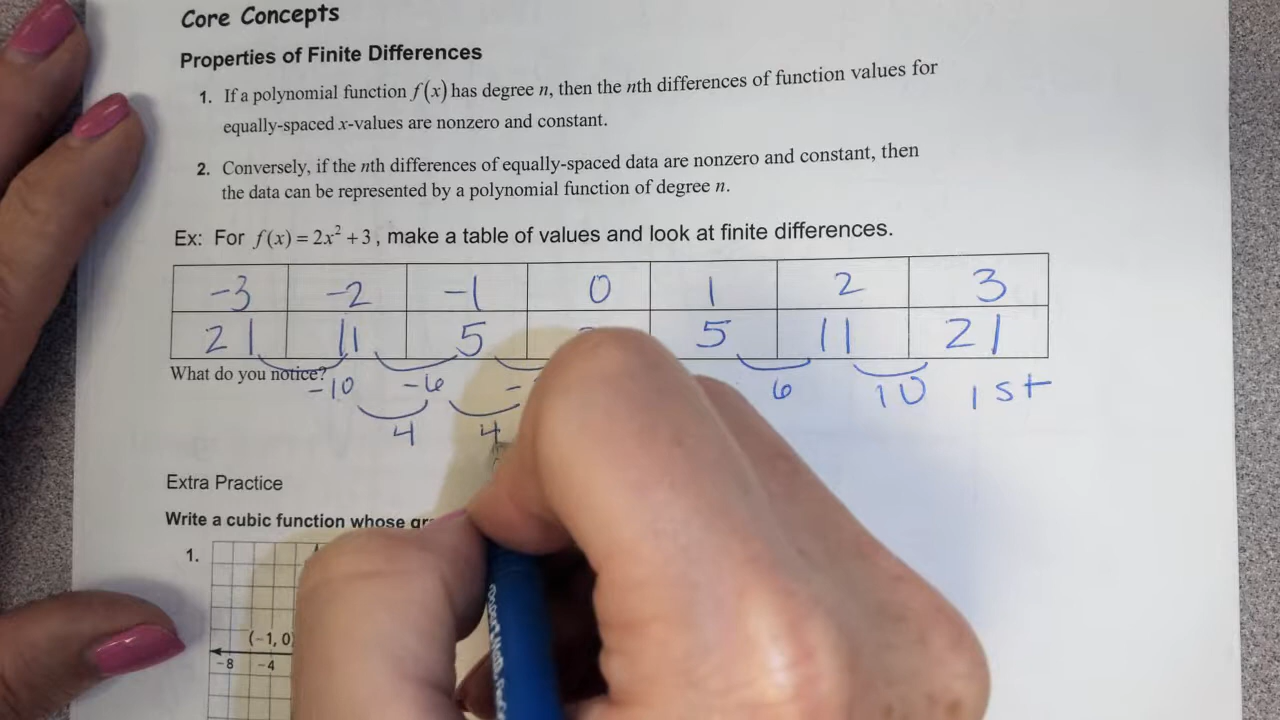 Core Concepts
Properties of Finite Differences
1. If a polynomial function f(x) has degree n, then the nth differences of function values for
equally-spaced x-values are nonzero and constant.
2. Conversely, if the nth differences of equally-spaced data are nonzero and constant, then
the data can be represented by a polynomial function of degree n.
Ex: For f(x) = 2x² + 3, make a table of values and look at finite differences.
-3 -2 -1 0 1 2 3
21 11 5 5 11 21
What do you notice?
-10 -6 - 6 10 1st
4 4
Extra Practice
Write a cubic function whose
1.
(-1, 0)
-8 -4